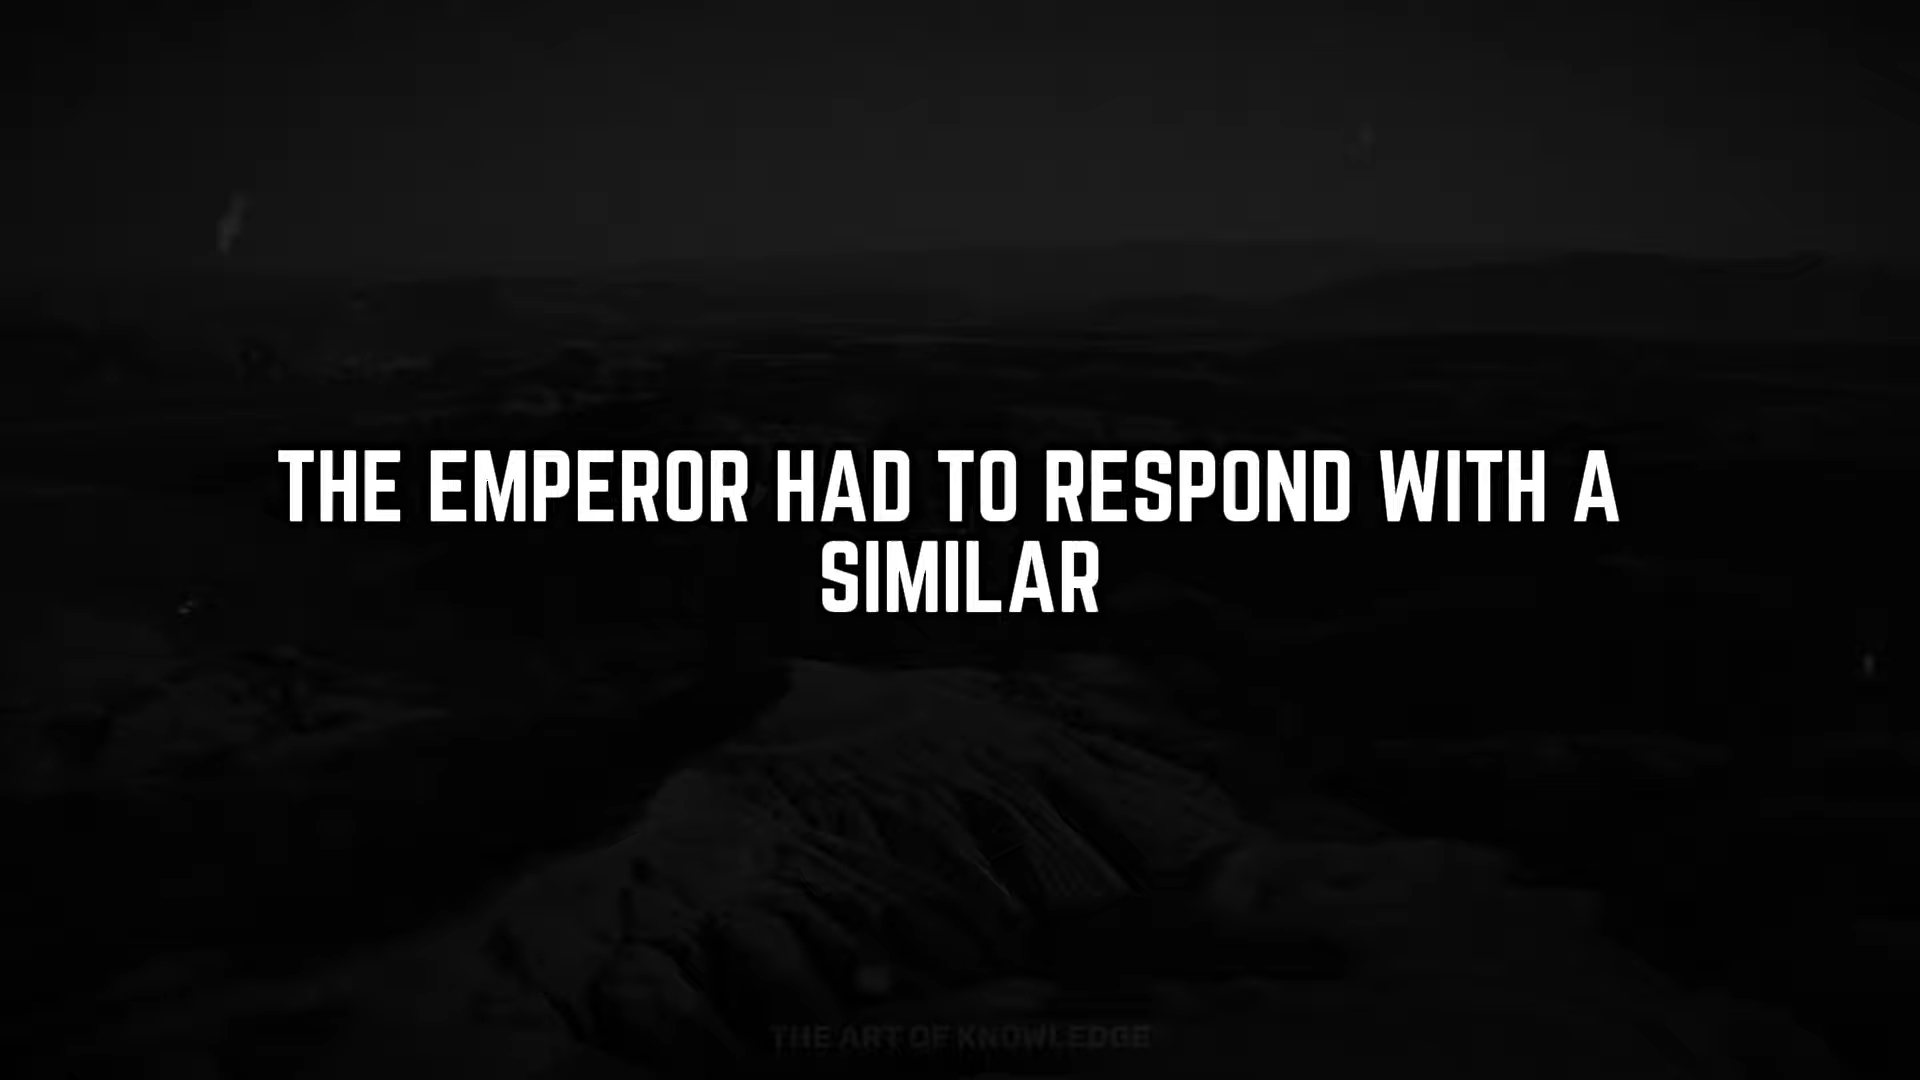 THE EMPEROR HAD TO RESPOND WITH A
SIMILAR
THE ART OF KNOWLEDGE